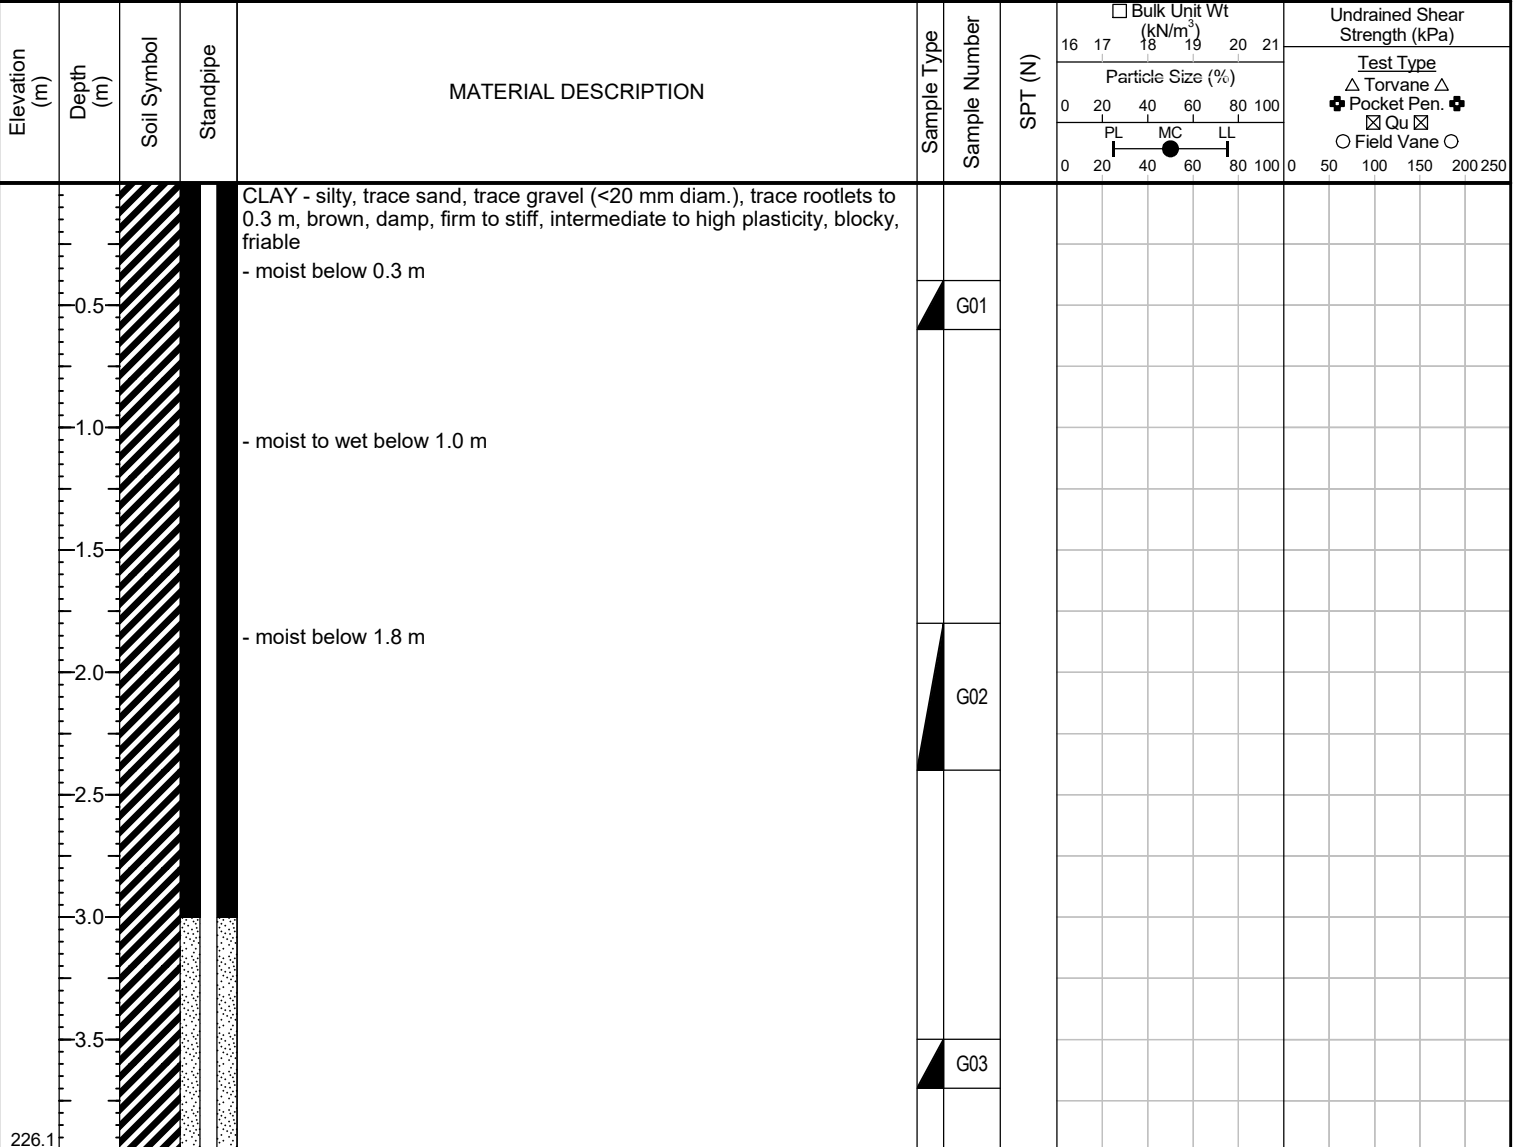 Elevation
(m)
Depth
(m)
Soil Symbol
Standpipe
MATERIAL DESCRIPTION
Sample Type
Sample Number
SPT (N)
Bulk Unit Wt
(kN/m³)
16 17 18 19 20 21
Particle Size (%)
0 20 40 60 80 100
PL MC LL
0 20 40 60 80 100
Undrained Shear
Strength (kPa)
Test Type
△ Torvane △
Pocket Pen.
☒ Qu ☒
○ Field Vane ○
0 50 100 150 200 250
CLAY - silty, trace sand, trace gravel (<20 mm diam.), trace rootlets to
0.3 m, brown, damp, firm to stiff, intermediate to high plasticity, blocky,
friable
- moist below 0.3 m
0.5
G01
1.0
- moist to wet below 1.0 m
1.5
- moist below 1.8 m
2.0
G02
2.5
3.0
3.5
G03
226.1